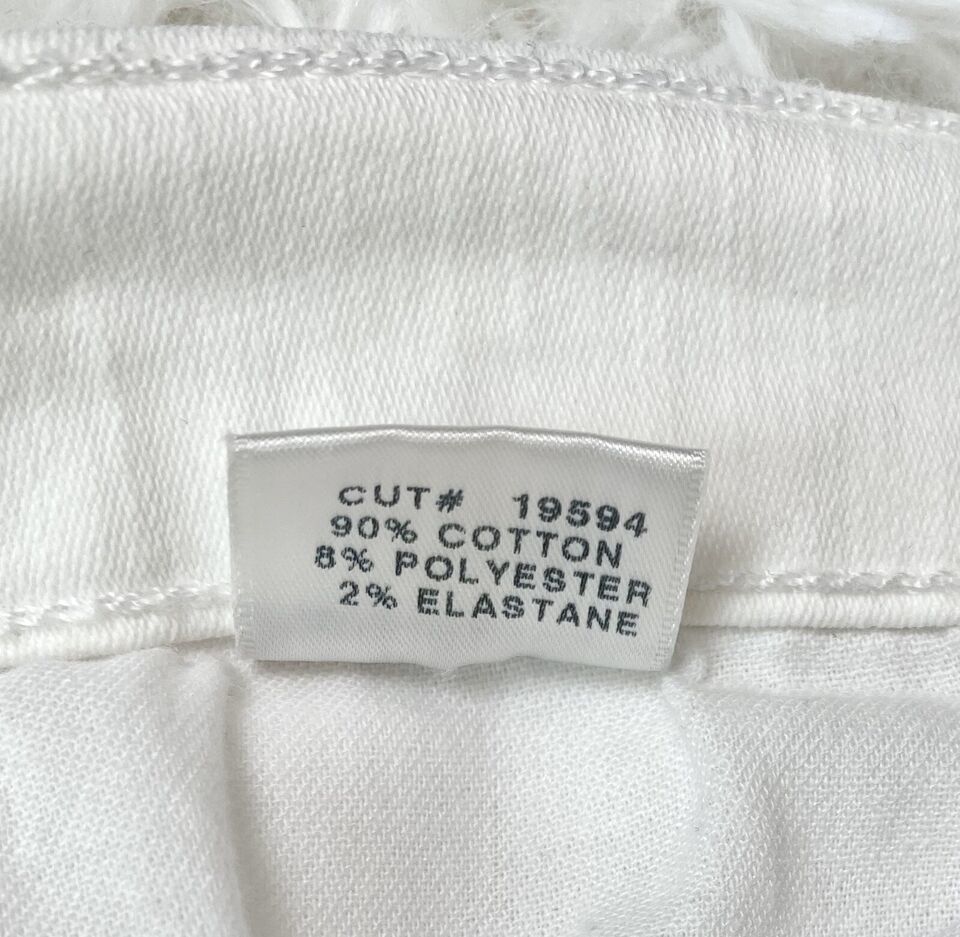 CUT# 19594
90% COTTON
8% POLYESTER
2% ELASTANE